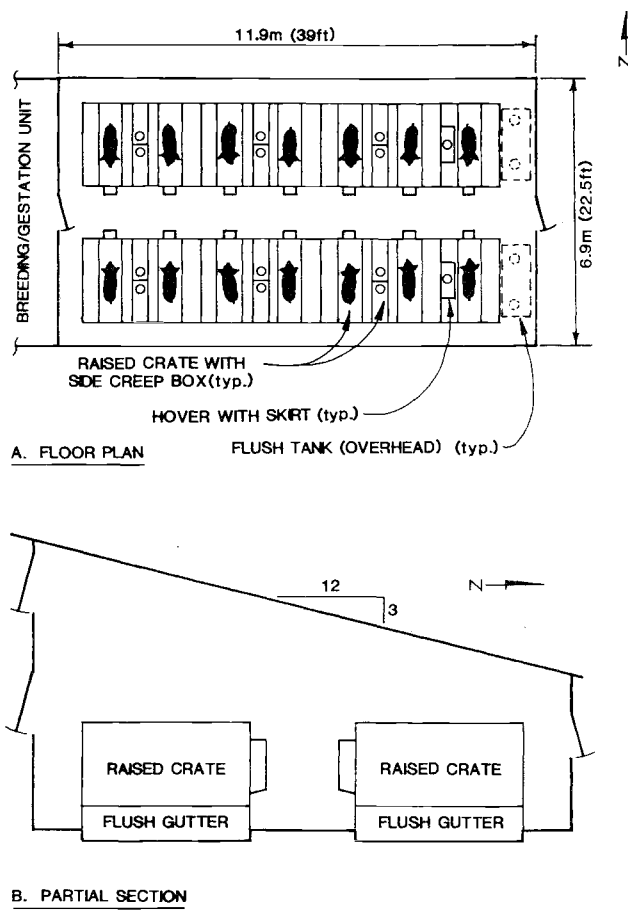 11.9m (39ft)
N
BREEDING/GESTATION UNIT
6.9m (22.5ft)
RAISED CRATE WITH
SIDE CREEP BOX(typ.)
HOVER WITH SKIRT (typ.)
FLUSH TANK (OVERHEAD) (typ.)
A. FLOOR PLAN
12
3
N
RAISED CRATE
RAISED CRATE
FLUSH GUTTER
FLUSH GUTTER
B. PARTIAL SECTION